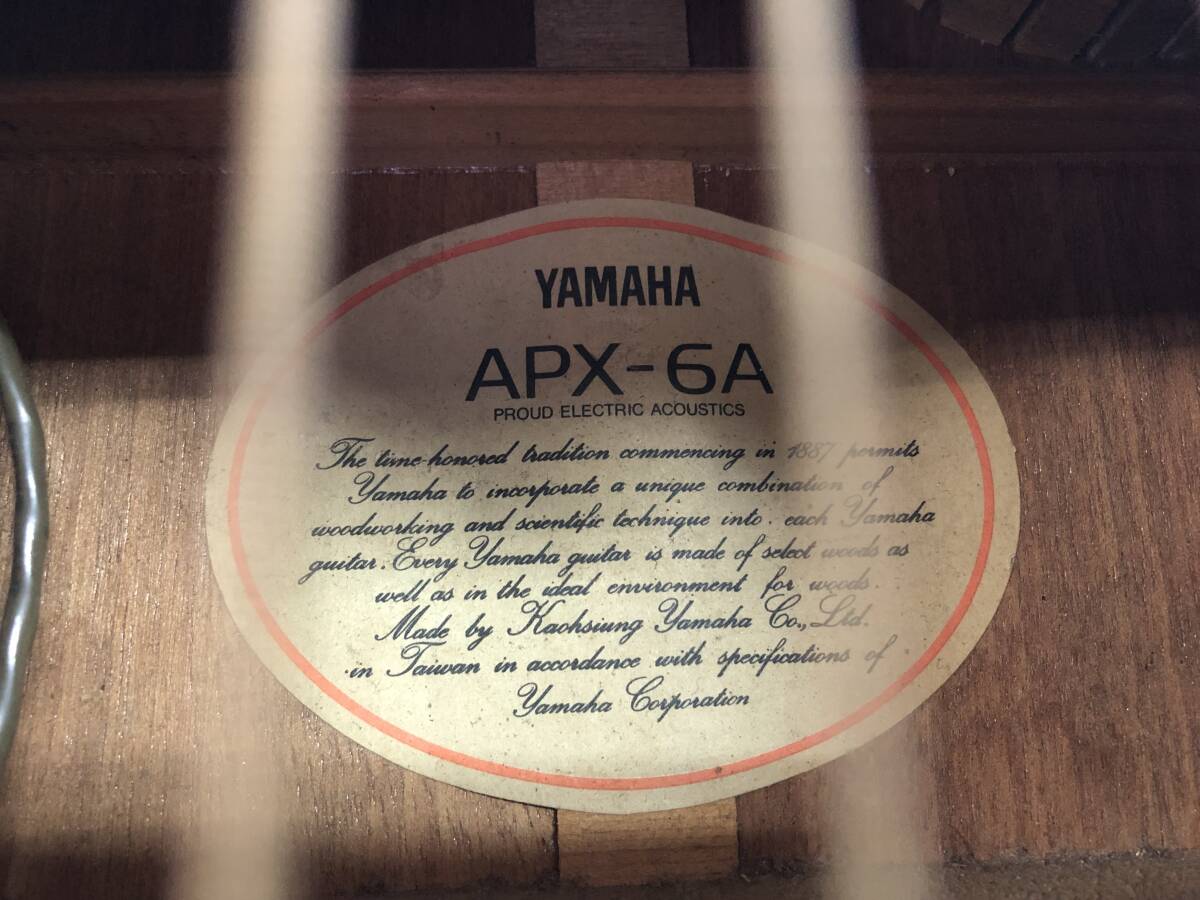 YAMAHA
APX-6A
PROUD ELECTRIC ACOUSTICS
The time-honored tradition commencing in 1887 permits
Yamaha to incorporate a unique combination of
woodworking and scientific technique into. each Yamaha
guitar. Every Yamaha guitar is made of select woods as
well as in the ideal environment for woods.
Made by Kaohsiung Yamaha Co., Ltd.
in Taiwan in accordance with specifications of
Yamaha Corporation